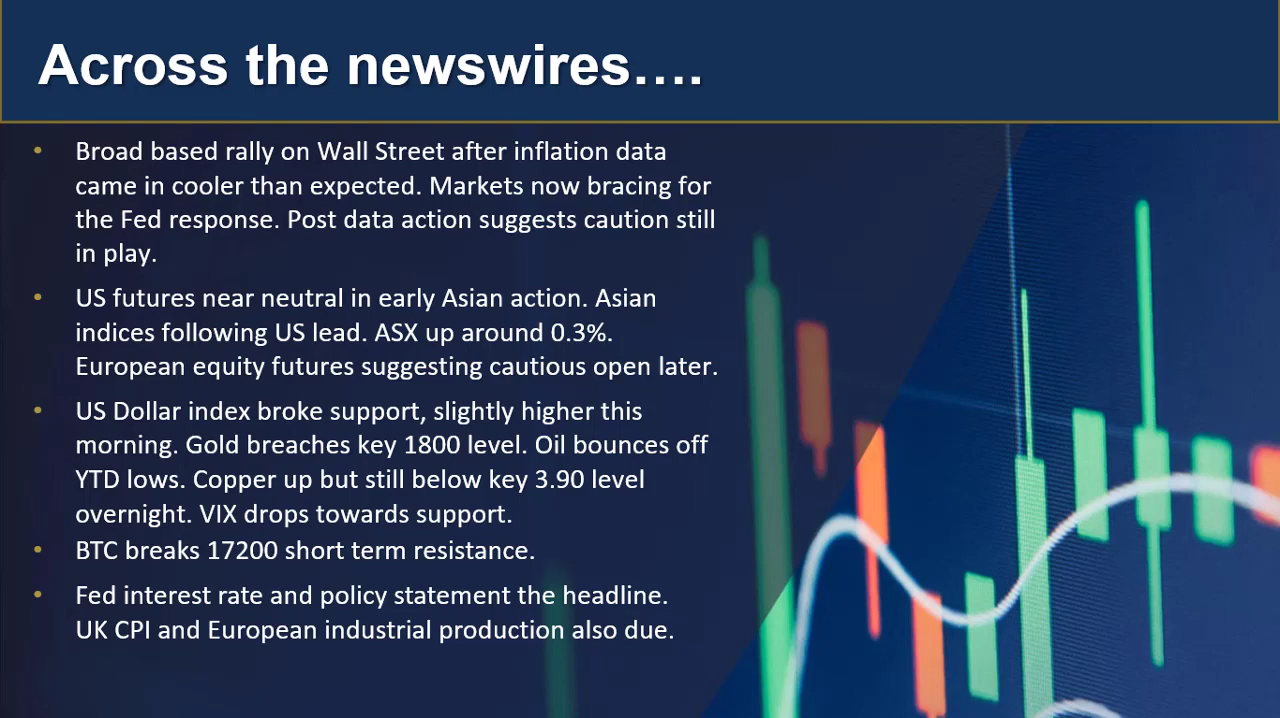 Across the newswires….
• Broad based rally on Wall Street after inflation data
came in cooler than expected. Markets now bracing for
the Fed response. Post data action suggests caution still
in play.
• US futures near neutral in early Asian action. Asian
indices following US lead. ASX up around 0.3%.
European equity futures suggesting cautious open later.
• US Dollar index broke support, slightly higher this
morning. Gold breaches key 1800 level. Oil bounces off
YTD lows. Copper up but still below key 3.90 level
overnight. VIX drops towards support.
• BTC breaks 17200 short term resistance.
• Fed interest rate and policy statement the headline.
UK CPI and European industrial production also due.